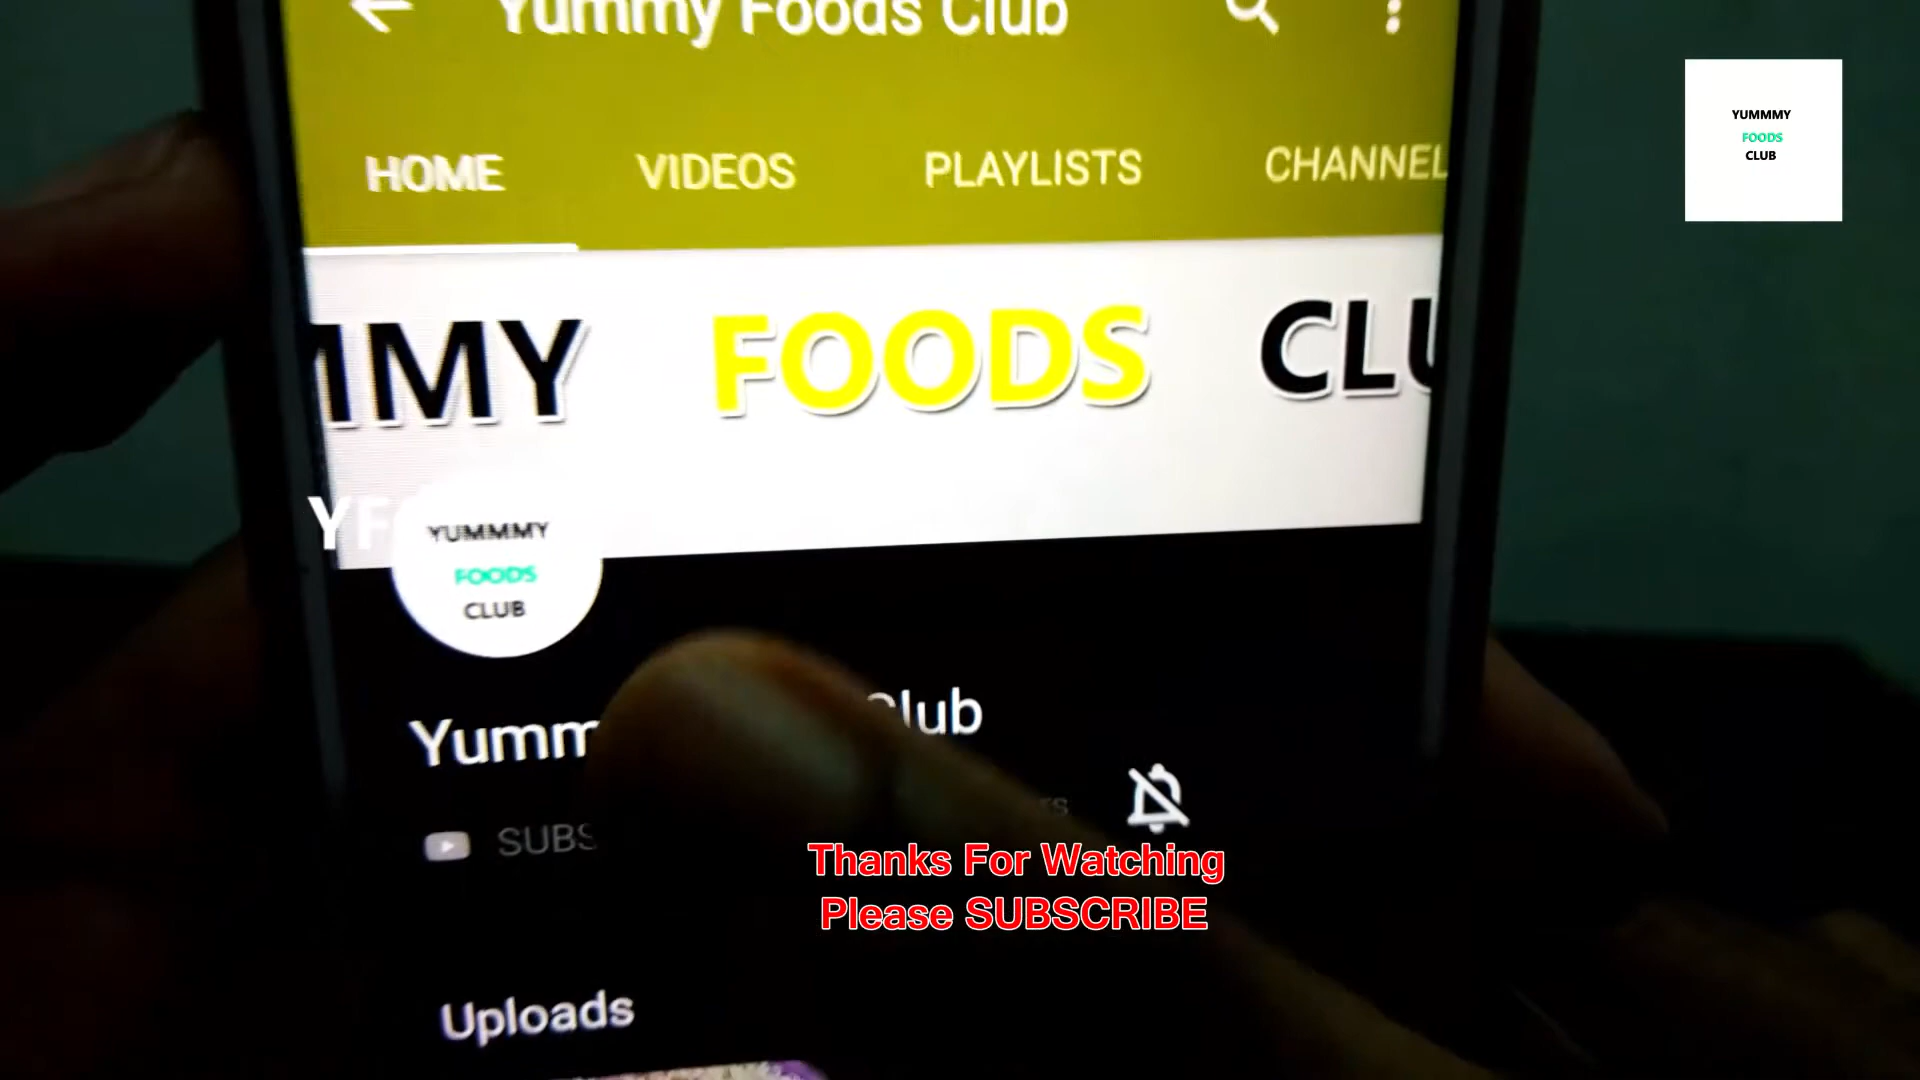 Yummy Foods Club
HOME VIDEOS PLAYLISTS CHANNEL
YUMMMY
FOODS
CLUB
MMY FOODS CLU
YF
YUMMMY
FOODS
CLUB
Yumm Club
SUBS
Thanks For Watching
Please SUBSCRIBE
Uploads